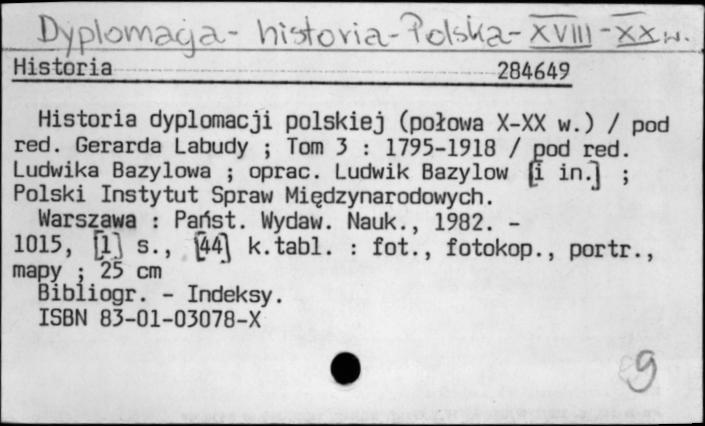 Dyplomacja - historia - Polska - XVIII - XX w.
Historia 284649
Historia dyplomacji polskiej (połowa X-XX w.) / pod
red. Gerarda Labudy ; Tom 3 : 1795-1918 / pod red.
Ludwika Bazylowa ; oprac. Ludwik Bazylow [i in.] ;
Polski Instytut Spraw Międzynarodowych.
Warszawa : Państ. Wydaw. Nauk., 1982. -
1015, [1] s., [44] k.tabl. : fot., fotokop., portr.,
mapy ; 25 cm
Bibliogr. - Indeksy.
ISBN 83-01-03078-X
9